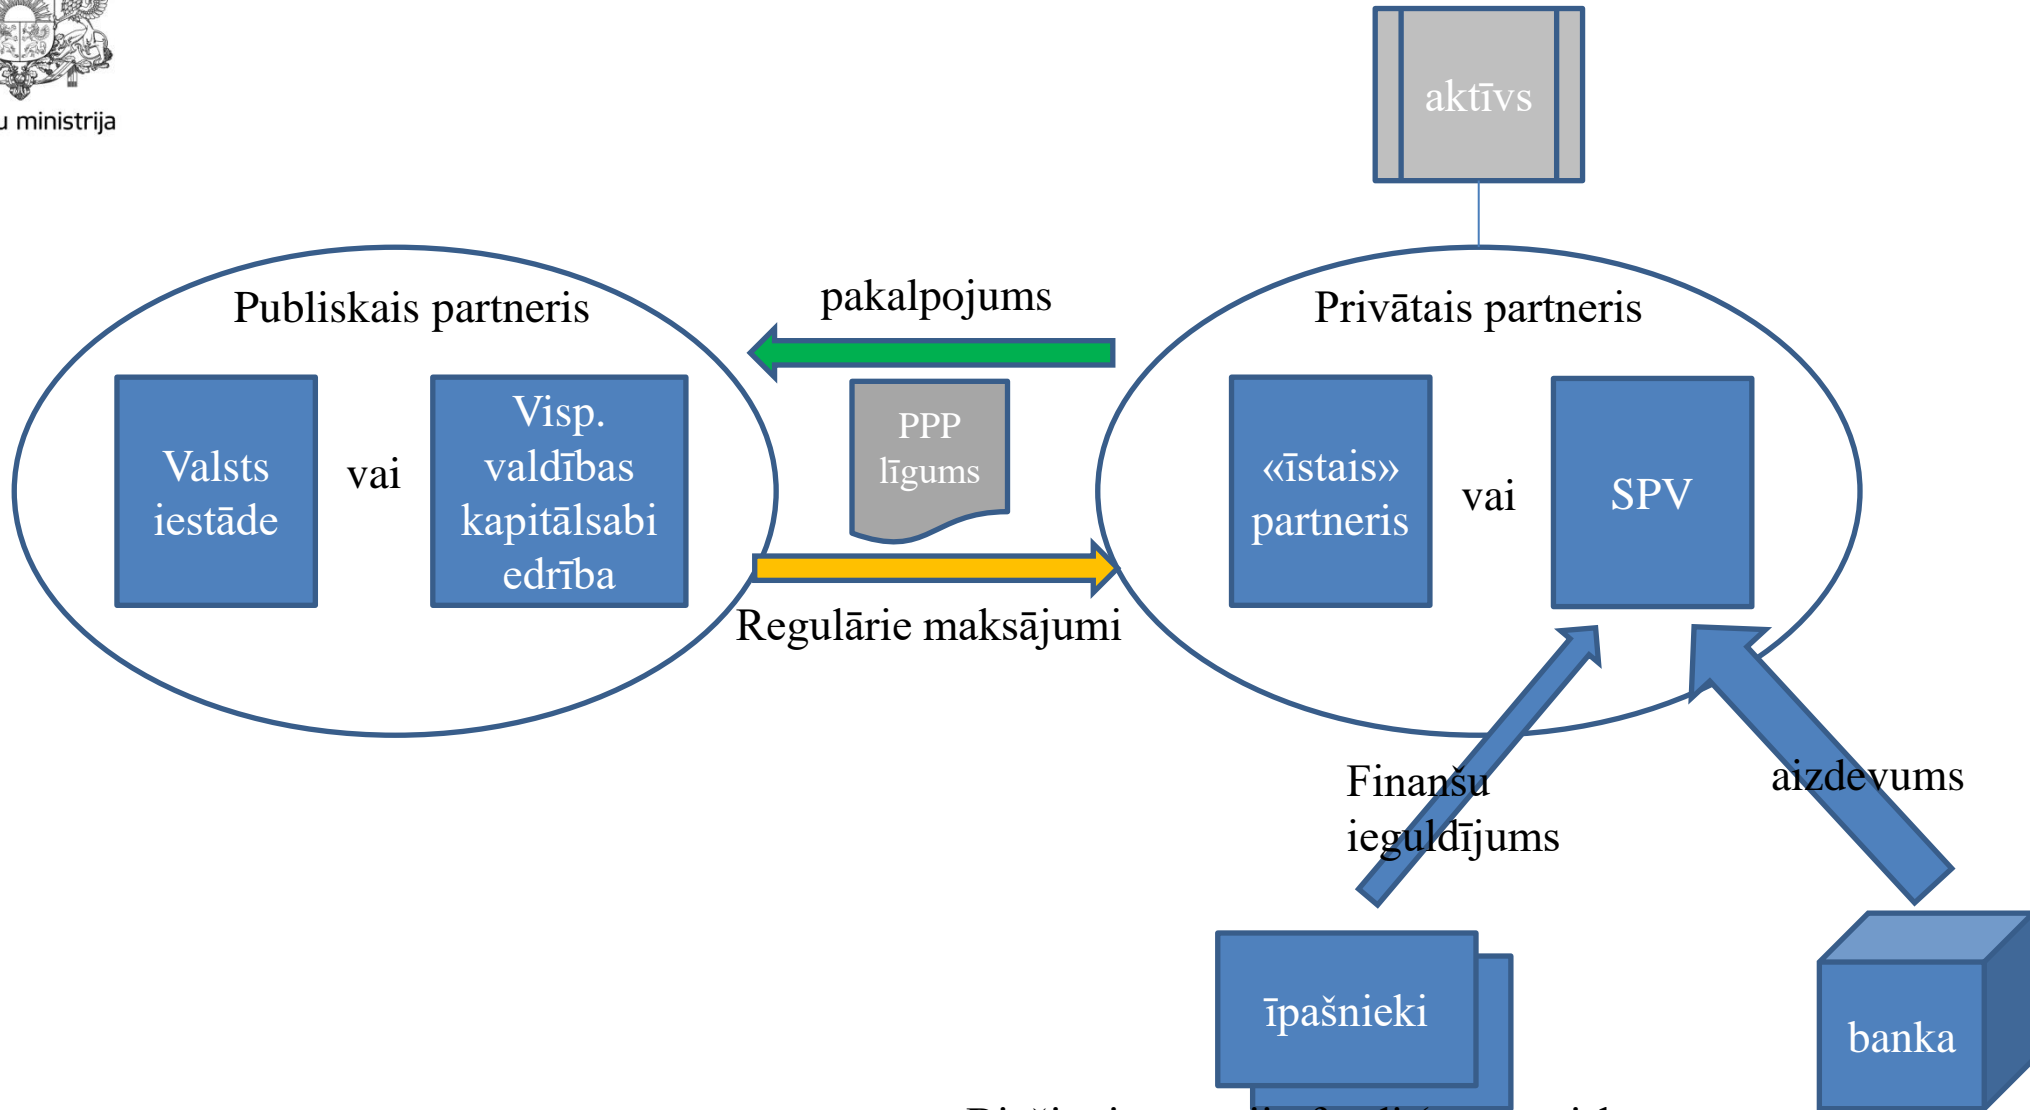 ministrija
aktīvs
Publiskais partneris
pakalpojums
Privātais partneris
Valsts
iestāde
vai
Visp.
valdības
kapitālsabi
edrība
PPP
līgums
«īstais»
partneris
vai
SPV
Regulārie maksājumi
Finanšu
ieguldījums
aizdevums
īpašnieki
banka